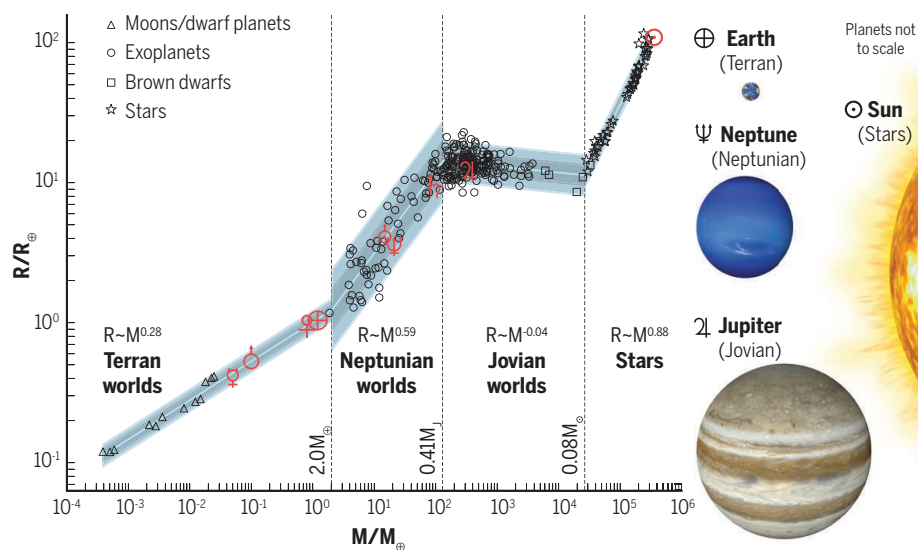 △ Moons/dwarf planets
○ Exoplanets
□ Brown dwarfs
☆ Stars
R/R⊕
10²
10¹
10⁰
10⁻¹
R~M⁰·²⁸
Terran
worlds
R~M⁰·⁵⁹
Neptunian
worlds
R~M⁻⁰·⁰⁴
Jovian
worlds
R~M⁰·⁸⁸
Stars
2.0M⊕
0.41M_J
0.08M☉
10⁻⁴ 10⁻³ 10⁻² 10⁻¹ 10⁰ 10¹ 10² 10³ 10⁴ 10⁵ 10⁶
M/M⊕
⊕ Earth
(Terran)
♆ Neptune
(Neptunian)
♃ Jupiter
(Jovian)
Planets not
to scale
☉ Sun
(Stars)